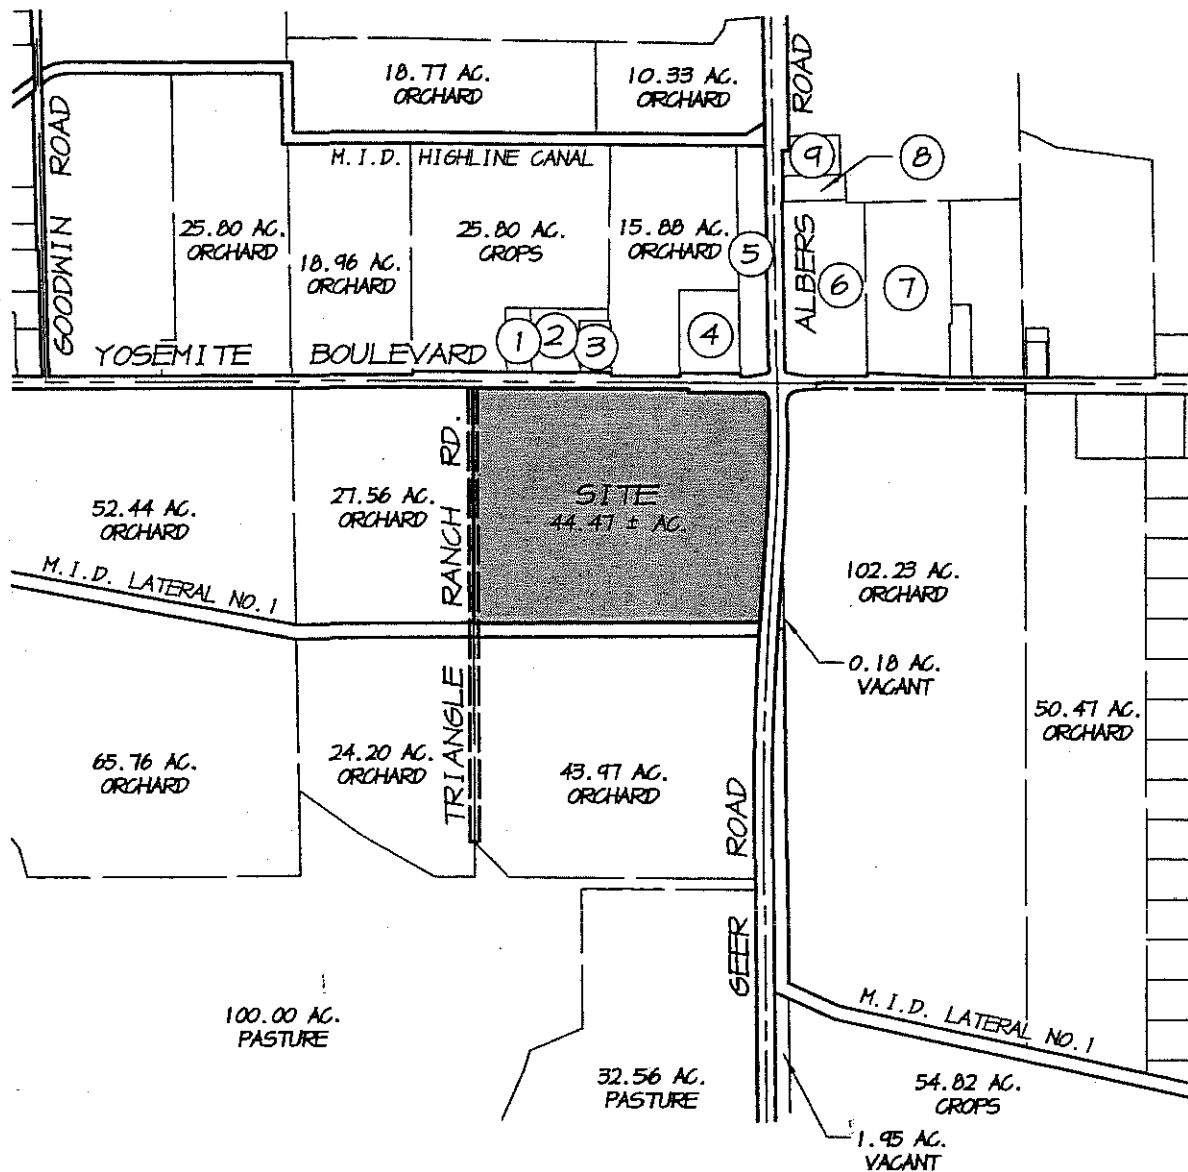 18.77 AC.
ORCHARD
10.33 AC.
ORCHARD
ROAD
ALBERS
GOODWIN ROAD
M.I.D. HIGHLINE CANAL
9
8
25.80 AC.
ORCHARD
18.96 AC.
ORCHARD
25.80 AC.
CROPS
15.88 AC.
ORCHARD
5
6
7
1
2
3
4
YOSEMITE BOULEVARD
TRIANGLE RANCH RD.
SITE
44.47 ± AC.
52.44 AC.
ORCHARD
27.56 AC.
ORCHARD
M.I.D. LATERAL NO. 1
102.23 AC.
ORCHARD
0.18 AC.
VACANT
50.47 AC.
ORCHARD
65.76 AC.
ORCHARD
24.20 AC.
ORCHARD
43.97 AC.
ORCHARD
GEER ROAD
100.00 AC.
PASTURE
32.56 AC.
PASTURE
M.I.D. LATERAL NO. 1
54.82 AC.
CROPS
1.95 AC.
VACANT